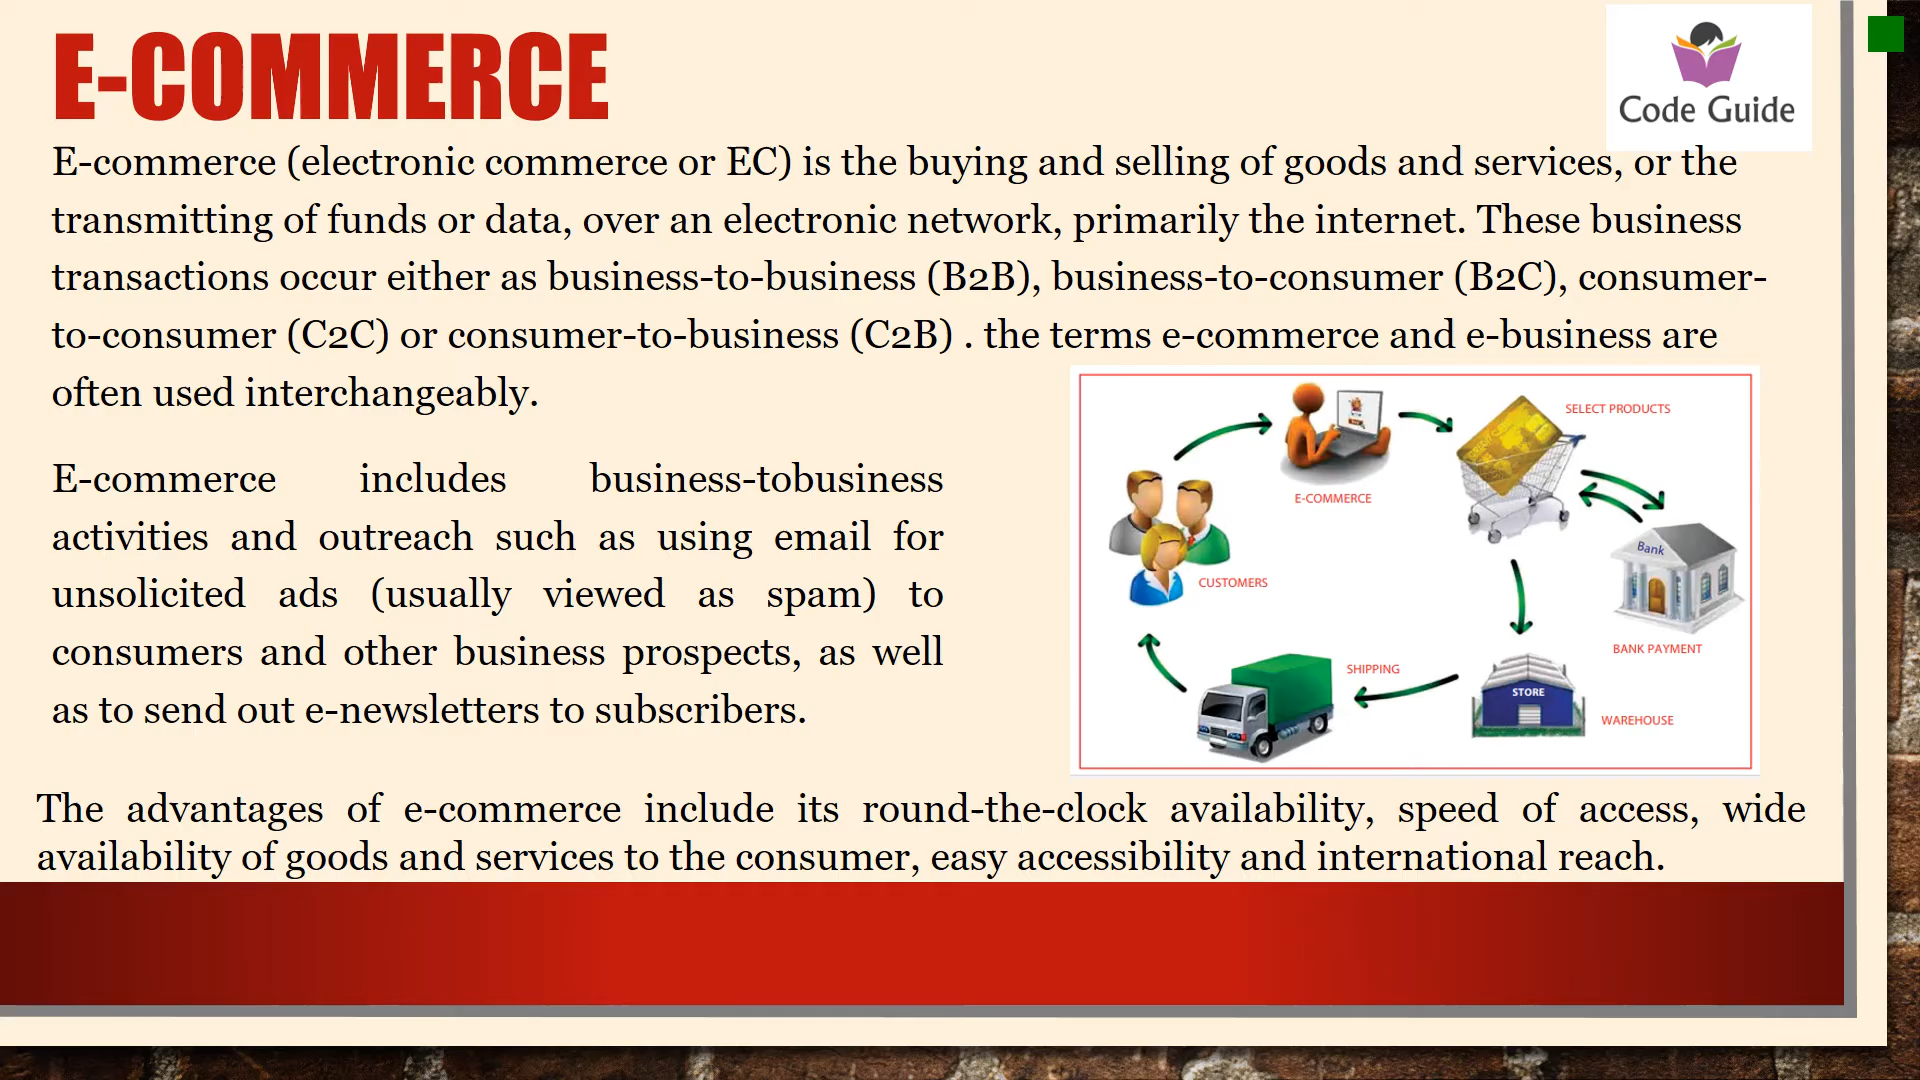 E-COMMERCE
Code Guide
E-commerce (electronic commerce or EC) is the buying and selling of goods and services, or the
transmitting of funds or data, over an electronic network, primarily the internet. These business
transactions occur either as business-to-business (B2B), business-to-consumer (B2C), consumer-
to-consumer (C2C) or consumer-to-business (C2B) . the terms e-commerce and e-business are
often used interchangeably.
E-commerce includes business-tobusiness
activities and outreach such as using email for
unsolicited ads (usually viewed as spam) to
consumers and other business prospects, as well
as to send out e-newsletters to subscribers.
SELECT PRODUCTS
E-COMMERCE
Bank
CUSTOMERS
BANK PAYMENT
SHIPPING
STORE
WAREHOUSE
The advantages of e-commerce include its round-the-clock availability, speed of access, wide
availability of goods and services to the consumer, easy accessibility and international reach.